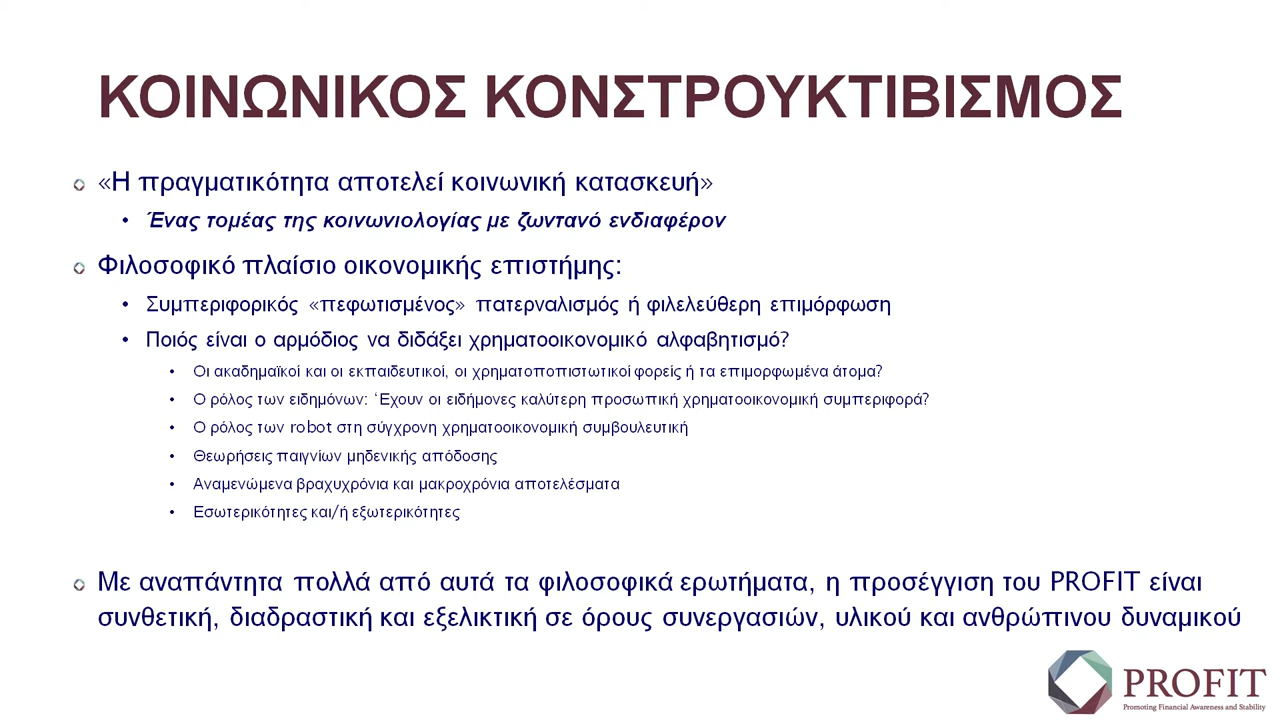 ΚΟΙΝΩΝΙΚΟΣ ΚΟΝΣΤΡΟΥΚΤΙΒΙΣΜΟΣ
«Η πραγματικότητα αποτελεί κοινωνική κατασκευή»
• Ένας τομέας της κοινωνιολογίας με ζωντανό ενδιαφέρον
Φιλοσοφικό πλαίσιο οικονομικής επιστήμης:
• Συμπεριφορικός «πεφωτισμένος» πατερναλισμός ή φιλελεύθερη επιμόρφωση
• Ποιός είναι ο αρμόδιος να διδάξει χρηματοοικονομικό αλφαβητισμό?
• Οι ακαδημαϊκοί και οι εκπαιδευτικοί, οι χρηματοποπιστωτικοί φορείς ή τα επιμορφωμένα άτομα?
• Ο ρόλος των ειδημόνων: ‘Εχουν οι ειδήμονες καλύτερη προσωπική χρηματοοικονομική συμπεριφορά?
• Ο ρόλος των robot στη σύγχρονη χρηματοοικονομική συμβουλευτική
• Θεωρήσεις παιγνίων μηδενικής απόδοσης
• Αναμενώμενα βραχυχρόνια και μακροχρόνια αποτελέσματα
• Εσωτερικότητες και/ή εξωτερικότητες
Με αναπάντητα πολλά από αυτά τα φιλοσοφικά ερωτήματα, η προσέγγιση του PROFIT είναι
συνθετική, διαδραστική και εξελικτική σε όρους συνεργασιών, υλικού και ανθρώπινου δυναμικού
PROFIT
Promoting Financial Awareness and Stability